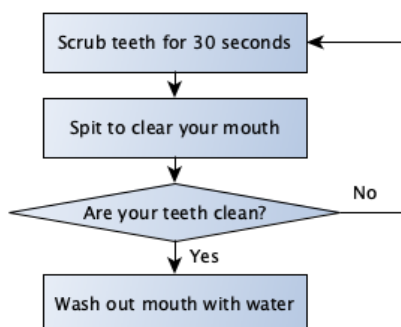 Scrub teeth for 30 seconds
Spit to clear your mouth
Are your teeth clean?
No
Yes
Wash out mouth with water